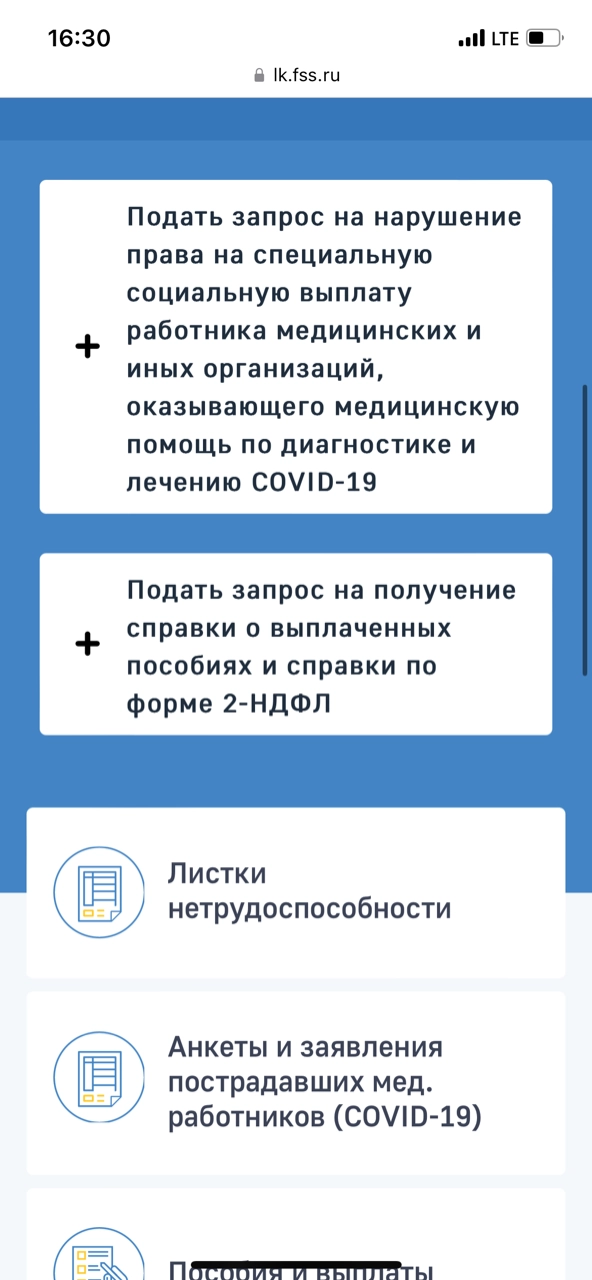 16:30
LTE
lk.fss.ru
Подать запрос на нарушение
права на специальную
социальную выплату
работника медицинских и
иных организаций,
оказывающего медицинскую
помощь по диагностике и
лечению COVID-19
Подать запрос на получение
справки о выплаченных
пособиях и справки по
форме 2-НДФЛ
Листки
нетрудоспособности
Анкеты и заявления
пострадавших мед.
работников (COVID-19)
Пособия и выплаты